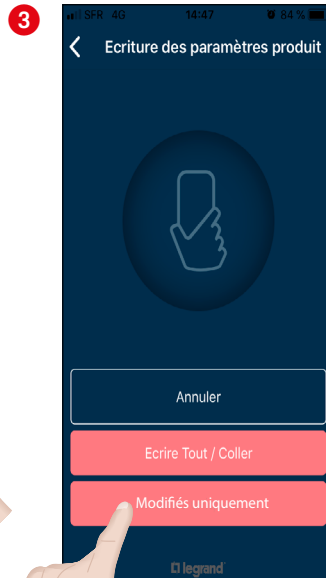 3
SFR 4G 14:47 84 %
Ecriture des paramètres produit
Annuler
Ecrire Tout / Coller
Modifiés uniquement
legrand